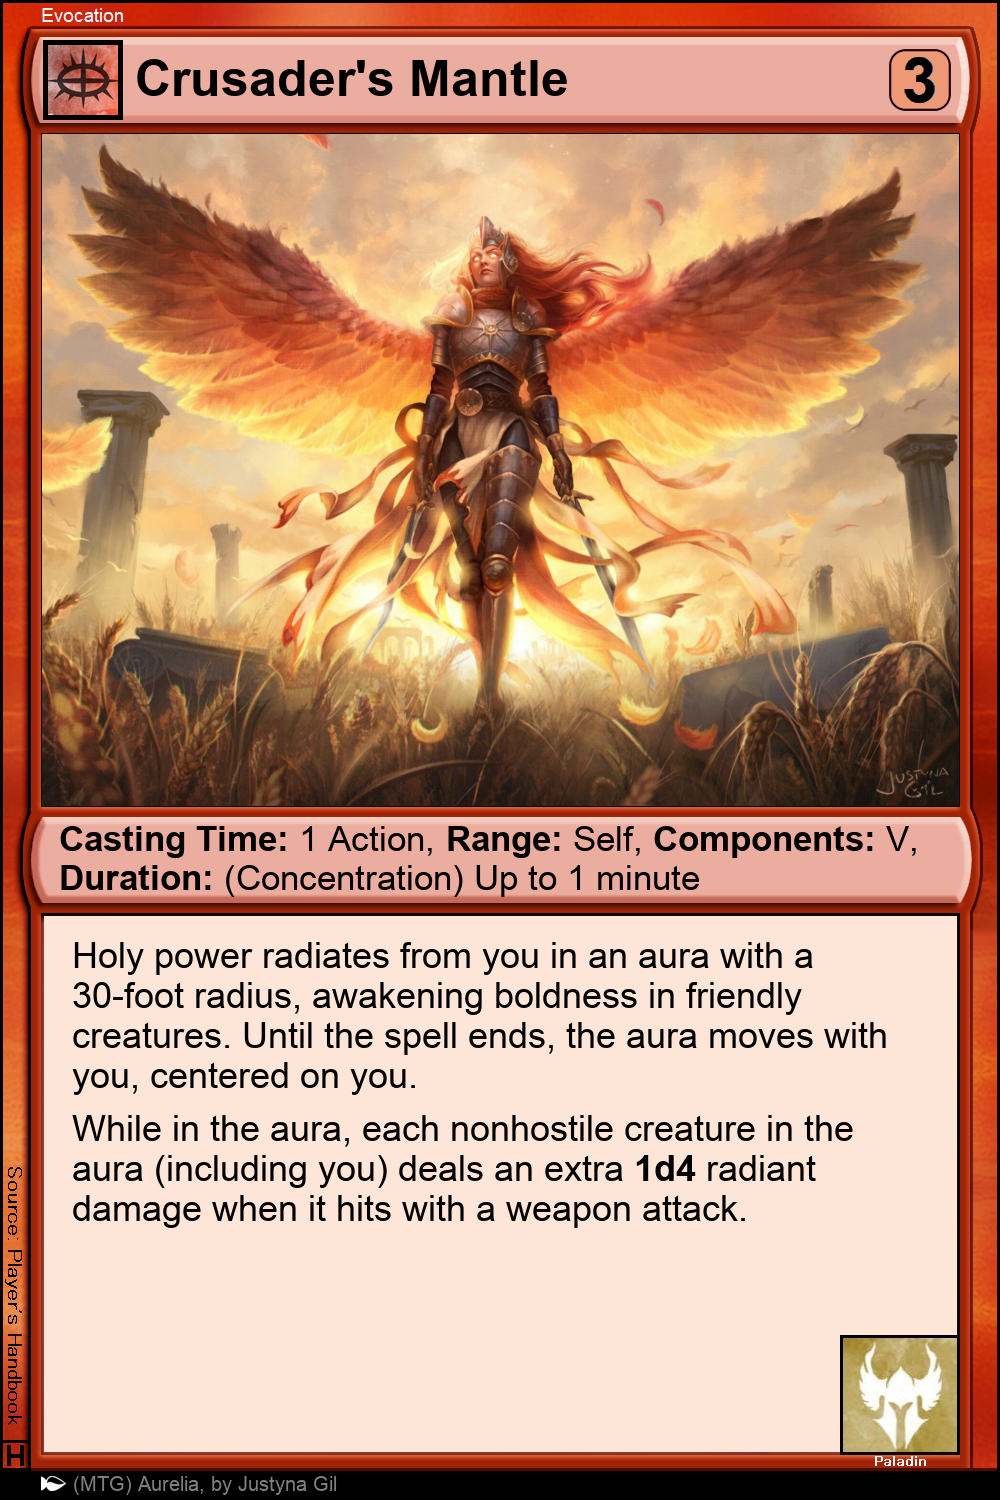 Evocation
Crusader's Mantle
3
JUSTYNA
GIL
Casting Time: 1 Action, Range: Self, Components: V,
Duration: (Concentration) Up to 1 minute
Holy power radiates from you in an aura with a
30-foot radius, awakening boldness in friendly
creatures. Until the spell ends, the aura moves with
you, centered on you.
While in the aura, each nonhostile creature in the
aura (including you) deals an extra 1d4 radiant
damage when it hits with a weapon attack.
Source: Player's Handbook
H
Paladin
(MTG) Aurelia, by Justyna Gil